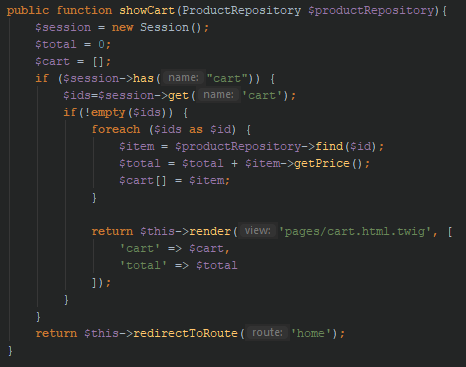 public function showCart(ProductRepository $productRepository){
    $session = new Session();
    $total = 0;
    $cart = [];
    if ($session->has( name: "cart")) {
        $ids=$session->get( name: 'cart');
        if(!empty($ids)) {
            foreach ($ids as $id) {
                $item = $productRepository->find($id);
                $total = $total + $item->getPrice();
                $cart[] = $item;
            }

            return $this->render( view: 'pages/cart.html.twig', [
                'cart' => $cart,
                'total' => $total
            ]);
        }
    }
    return $this->redirectToRoute( route: 'home');
}